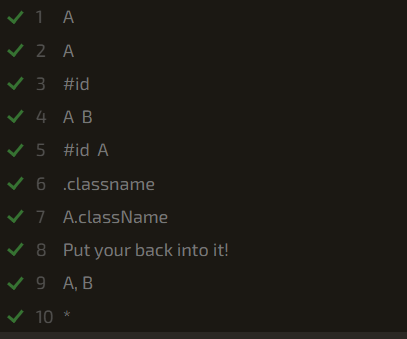 1 A
2 A
3 #id
4 A B
5 #id A
6 .classname
7 A.className
8 Put your back into it!
9 A, B
10 *